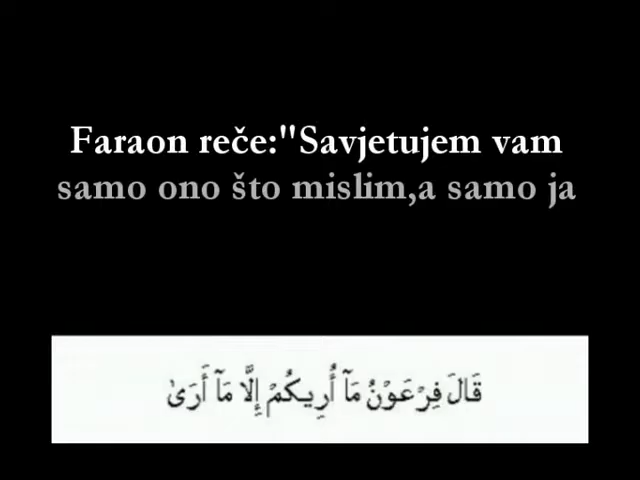 Faraon reče:"Savjetujem vam
samo ono što mislim,a samo ja
قَالَ فِرْعَوْنُ مَآ أُرِيكُمْ إِلَّا مَآ أَرَىٰ